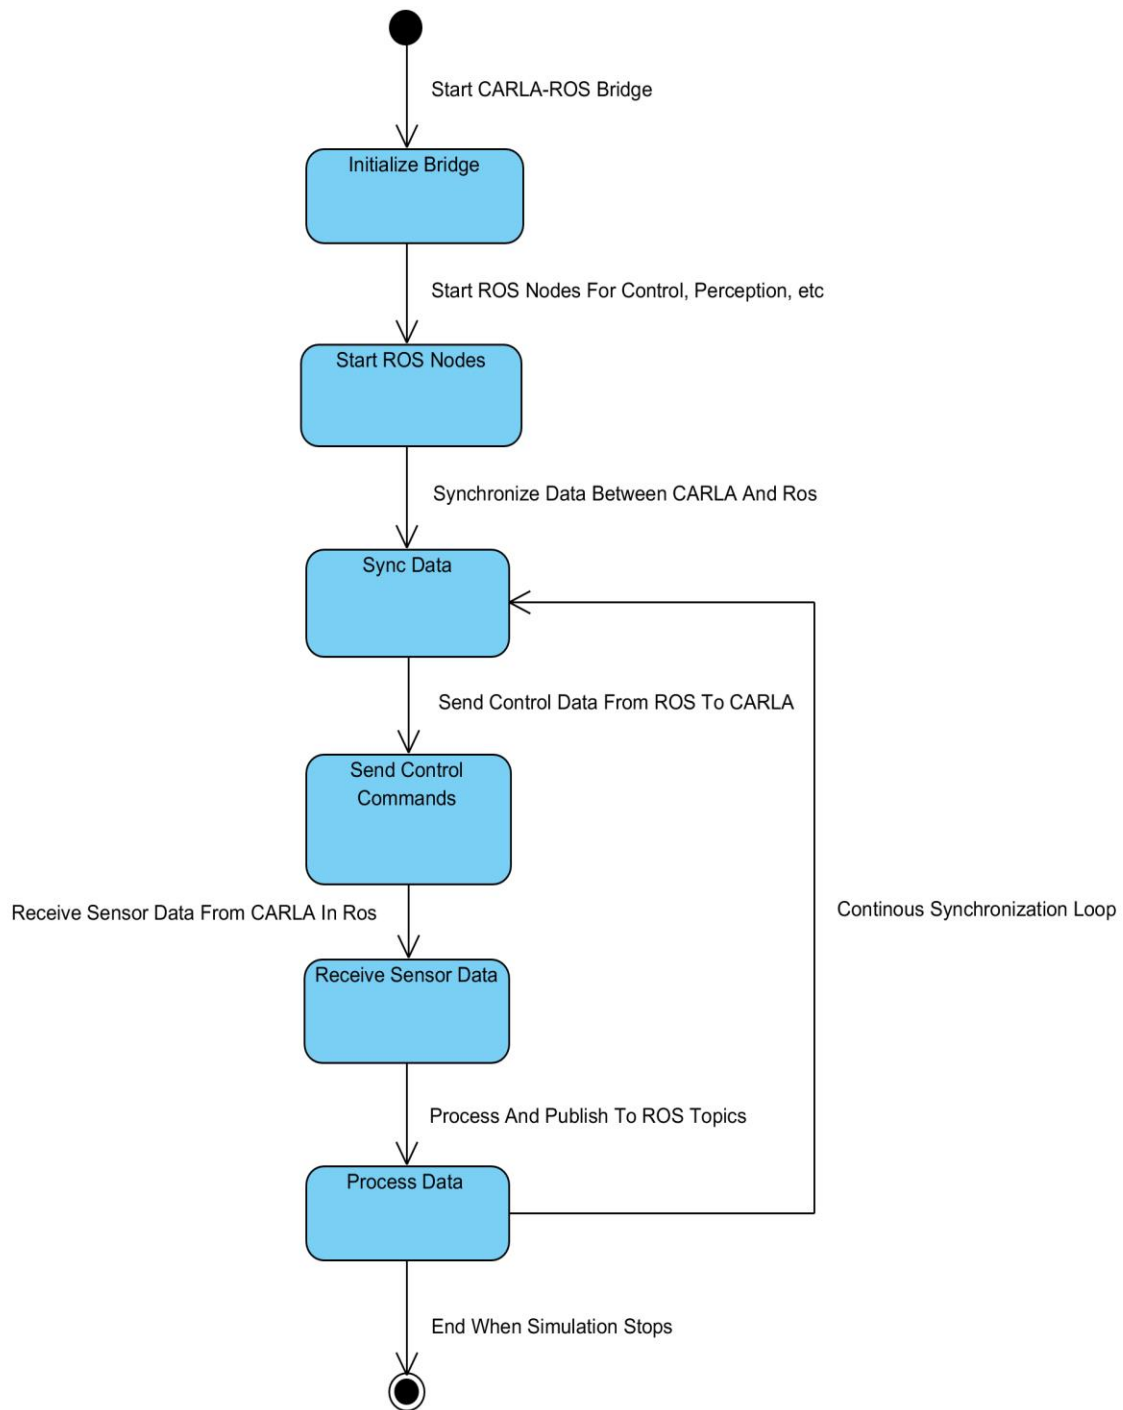 Start CARLA-ROS Bridge
Initialize Bridge
Start ROS Nodes For Control, Perception, etc
Start ROS Nodes
Synchronize Data Between CARLA And Ros
Sync Data
Send Control Data From ROS To CARLA
Send Control
Commands
Receive Sensor Data From CARLA In Ros
Continous Synchronization Loop
Receive Sensor Data
Process And Publish To ROS Topics
Process Data
End When Simulation Stops